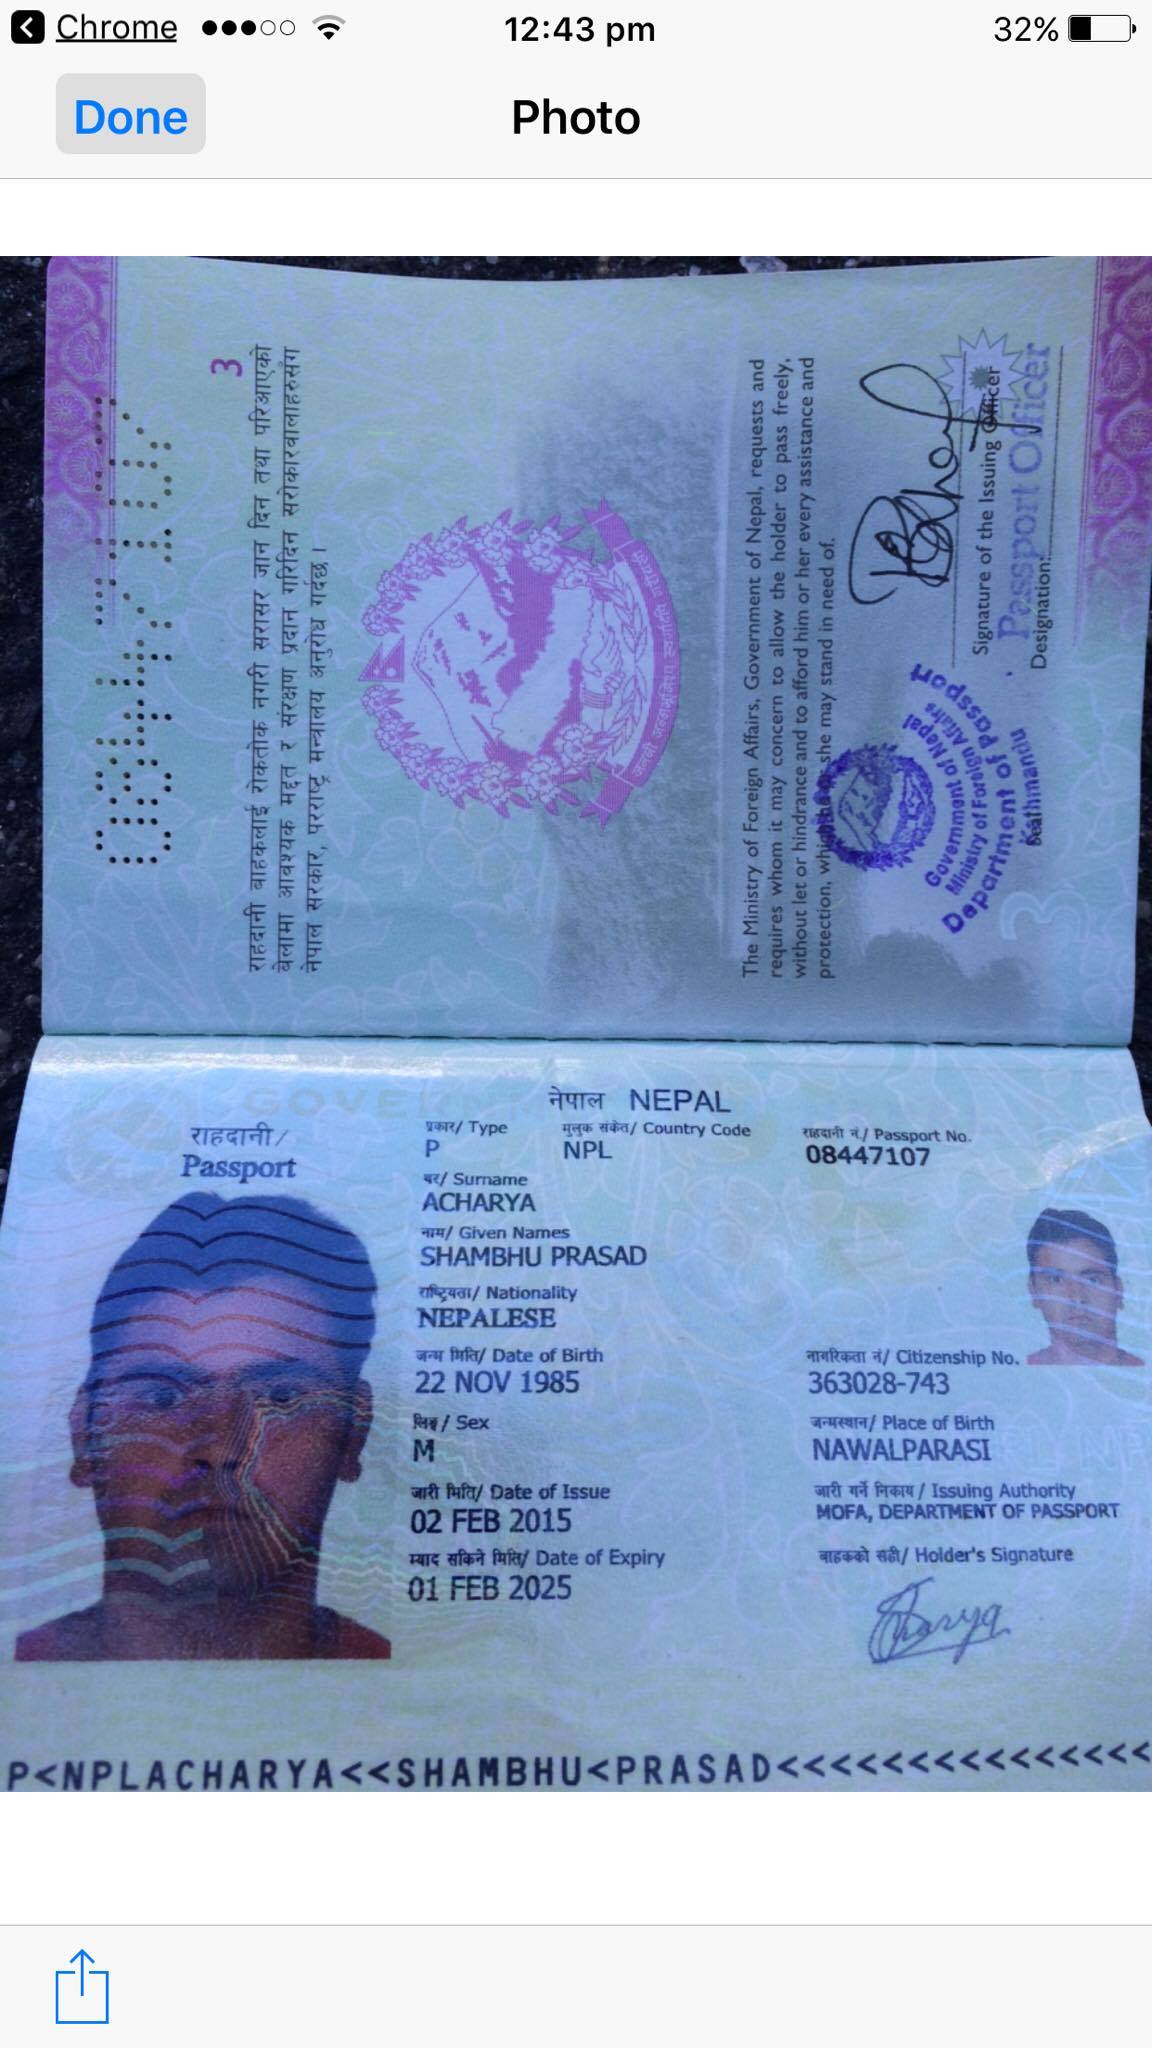 Chrome
12:43 pm
32%
Done
Photo
08447107
3
राहदानी वाहकलाई रोकतोक नगरी सरासर जान दिन तथा परिआएको
बेलामा आवश्यक मद्दत र संरक्षण प्रदान गरिदिन सरोकारवालाहरुसंग
नेपाल सरकार, परराष्ट्र मन्त्रालय अनुरोध गर्दछ ।
The Ministry of Foreign Affairs, Government of Nepal, requests and
requires whom it may concern to allow the holder to pass freely,
without let or hindrance and to afford him or her every assistance and
protection, which she may stand in need of.
Signature of the Issuing Officer
Passport Officer
Designation:
Government of Nepal
Ministry of Foreign Affairs
Department of Passport
Kathmandu
3
नेपाल NEPAL
राहदानी/
Passport
प्रकार/ Type
मुलुक संकेत/ Country Code
राहदानी नं./ Passport No.
P
NPL
08447107
थर/ Surname
ACHARYA
नाम/ Given Names
SHAMBHU PRASAD
राष्ट्रियता/ Nationality
NEPALESE
जन्म मिति/ Date of Birth
नागरिकता नं/ Citizenship No.
22 NOV 1985
363028-743
लिङ्ग/ Sex
जन्मस्थान/ Place of Birth
M
NAWALPARASI
जारी मिति/ Date of Issue
जारी गर्ने निकाय/ Issuing Authority
02 FEB 2015
MOFA, DEPARTMENT OF PASSPORT
म्याद सकिने मिति/ Date of Expiry
वाहकको सही/ Holder's Signature
01 FEB 2025
P<NPLACHARYA<<SHAMBHU<PRASAD<<<<<<<<<<<<<<<